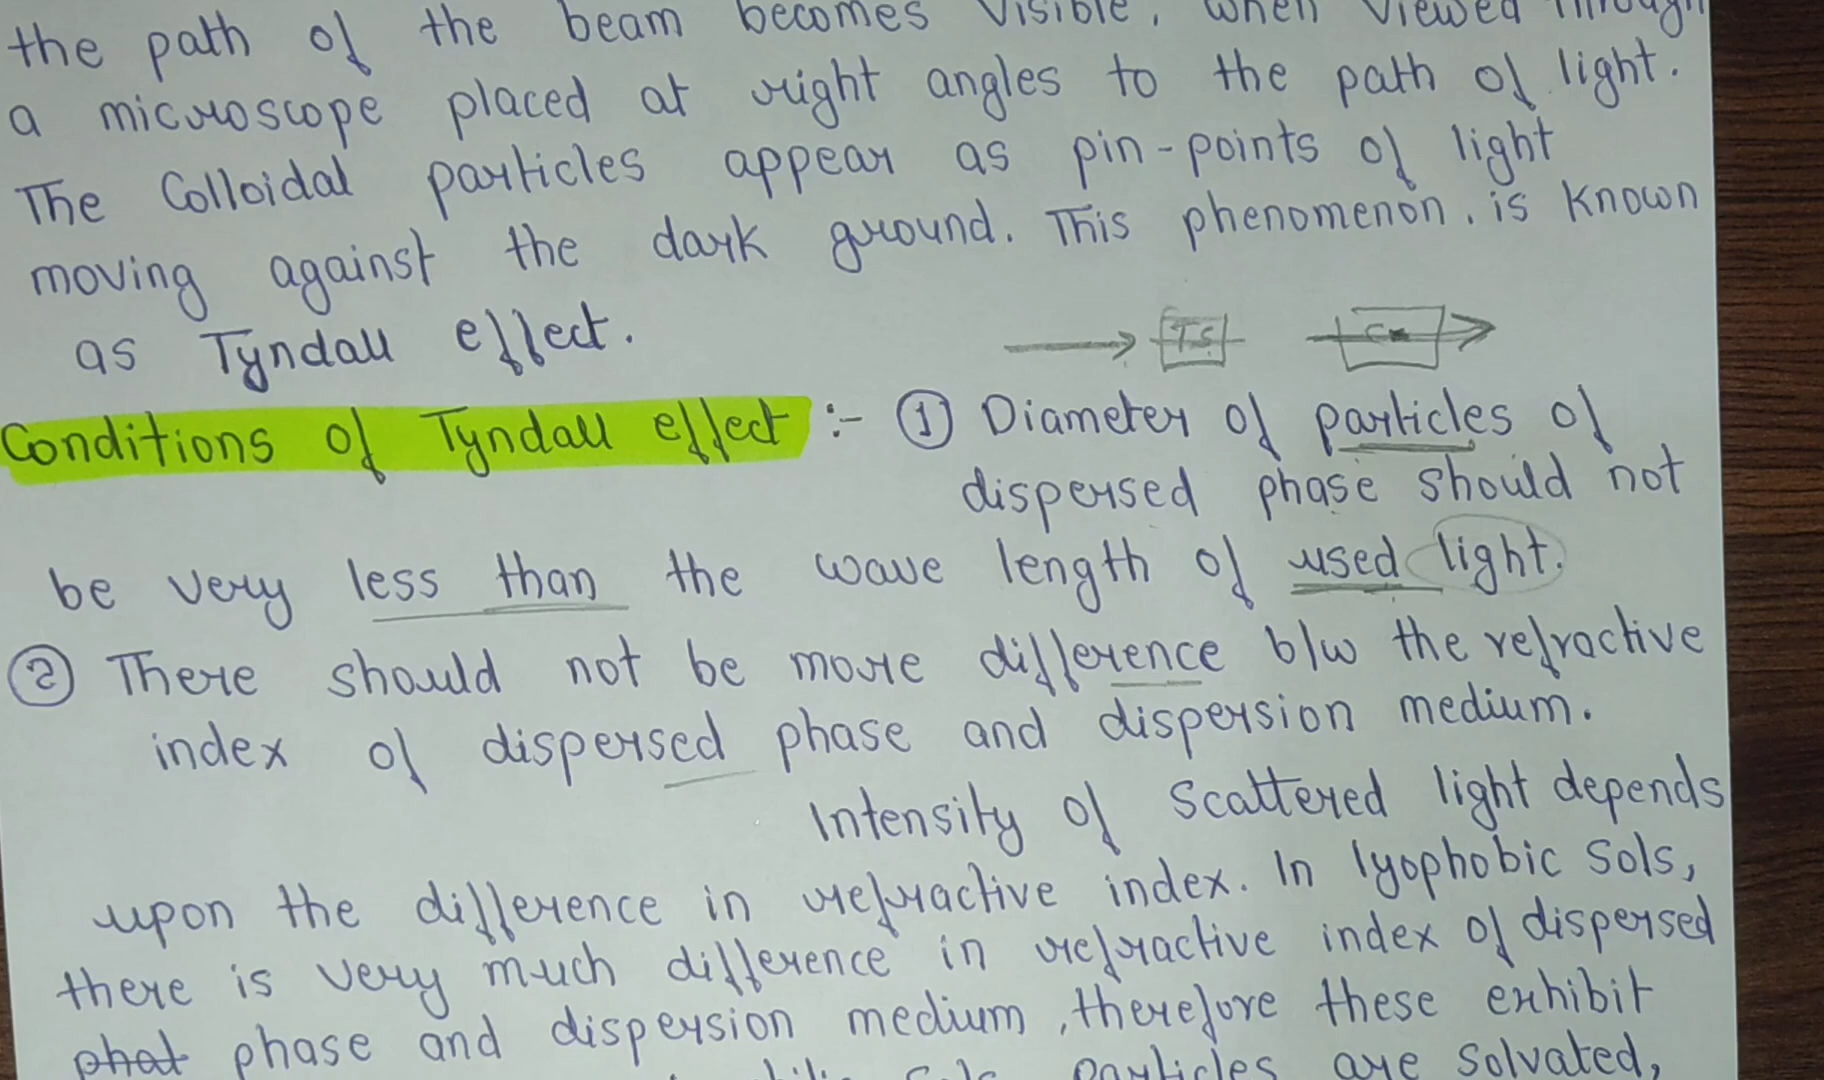 the path of the beam becomes visible, when viewed through
a microscope placed at right angles to the path of light.
The Colloidal particles appear as pin-points of light
moving against the dark ground. This phenomenon, is known
as Tyndall effect.
TS
Conditions of Tyndall effect :- ① Diameter of particles of
dispersed phase should not
be very less than the wave length of used light.
② There should not be more difference b/w the refractive
index of dispersed phase and dispersion medium.
Intensity of scattered light depends
upon the difference in refractive index. In lyophobic sols,
there is very much difference in refractive index of dispersed
phat phase and dispersion medium, therefore these exhibit
particles are solvated,